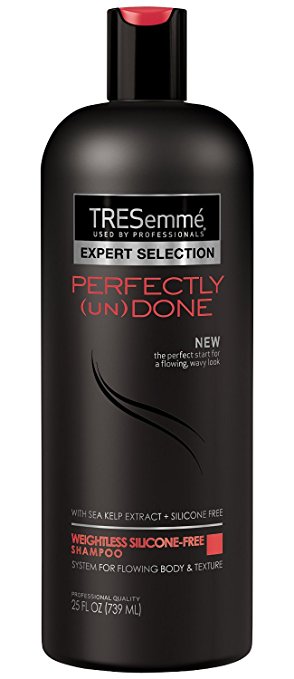 TRESemmé
USED BY PROFESSIONALS
EXPERT SELECTION
PERFECTLY
(UN)DONE
NEW
the perfect start for
a flowing, wavy look
WITH SEA KELP EXTRACT + SILICONE FREE
WEIGHTLESS SILICONE-FREE
SHAMPOO
SYSTEM FOR FLOWING BODY & TEXTURE
PROFESSIONAL QUALITY
25 FL OZ (739 ML)